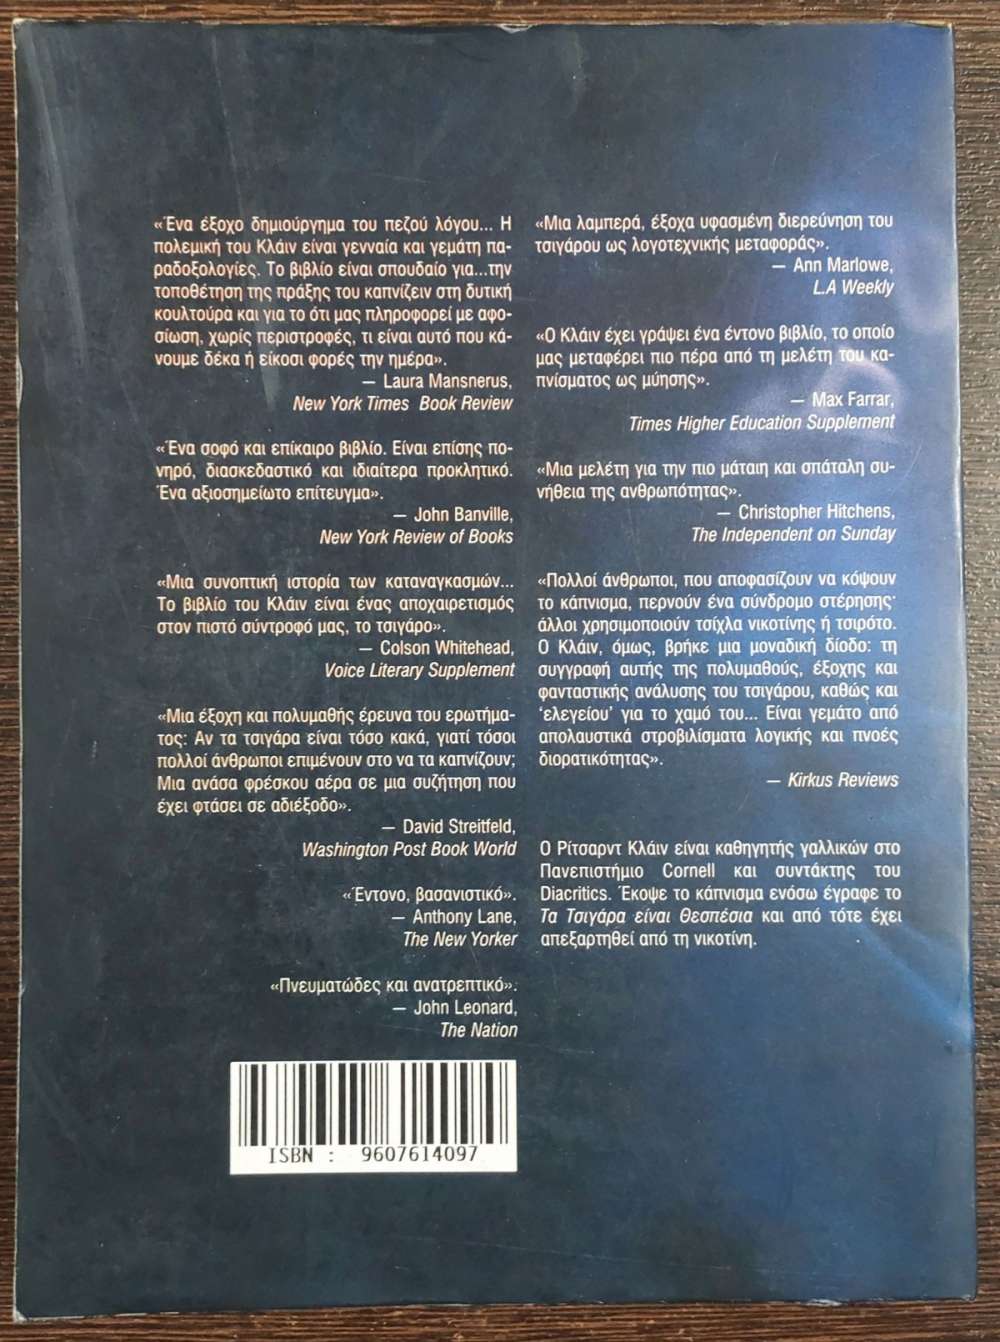 «Ένα έξοχο δημιούργημα του πεζού λόγου... Η
πολεμική του Κλάιν είναι γενναία και γεμάτη πα-
ραδοξολογίες. Το βιβλίο είναι σπουδαίο για...την
τοποθέτηση της πράξης του καπνίζειν στη δυτική
κουλτούρα και για το ότι μας πληροφορεί με αφο-
σίωση, χωρίς περιστροφές, τι είναι αυτό που κά-
νουμε δέκα ή είκοσι φορές την ημέρα».
— Laura Mansnerus,
New York Times Book Review
«Ένα σοφό και επίκαιρο βιβλίο. Είναι επίσης πο-
νηρό, διασκεδαστικό και ιδιαίτερα προκλητικό.
Ένα αξιοσημείωτο επίτευγμα».
— John Banville,
New York Review of Books
«Μια συνοπτική ιστορία των καταναγκασμών...
Το βιβλίο του Κλάιν είναι ένας αποχαιρετισμός
στον πιστό σύντροφό μας, το τσιγάρο».
— Colson Whitehead,
Voice Literary Supplement
«Μια έξοχη και πολυμαθής έρευνα του ερωτήμα-
τος: Αν τα τσιγάρα είναι τόσο κακά, γιατί τόσοι
πολλοί άνθρωποι επιμένουν στο να τα καπνίζουν;
Μια ανάσα φρέσκου αέρα σε μια συζήτηση που
έχει φτάσει σε αδιέξοδο».
— David Streitfeld,
Washington Post Book World
«Έντονο, βασανιστικό».
— Anthony Lane,
The New Yorker
«Πνευματώδες και ανατρεπτικό».
— John Leonard,
The Nation
ISBN : 9607614097
«Μια λαμπερά, έξοχα υφασμένη διερεύνηση του
τσιγάρου ως λογοτεχνικής μεταφοράς».
— Ann Marlowe,
L.A Weekly
«Ο Κλάιν έχει γράψει ένα έντονο βιβλίο, το οποίο
μας μεταφέρει πιο πέρα από τη μελέτη του κα-
πνίσματος ως μύησης».
— Max Farrar,
Times Higher Education Supplement
«Μια μελέτη για την πιο μάταιη και σπάταλη συ-
νήθεια της ανθρωπότητας».
— Christopher Hitchens,
The Independent on Sunday
«Πολλοί άνθρωποι, που αποφασίζουν να κόψουν
το κάπνισμα, περνούν ένα σύνδρομο στέρησης·
άλλοι χρησιμοποιούν τσίχλα νικοτίνης ή τσιρότο.
Ο Κλάιν, όμως, βρήκε μια μοναδική δίοδο: τη
συγγραφή αυτής της πολυμαθούς, έξοχης και
φανταστικής ανάλυσης του τσιγάρου, καθώς και
‘ελεγείου’ για το χαμό του... Είναι γεμάτο από
απολαυστικά στροβιλίσματα λογικής και πνοές
διορατικότητας».
— Kirkus Reviews
Ο Ρίτσαρντ Κλάιν είναι καθηγητής γαλλικών στο
Πανεπιστήμιο Cornell και συντάκτης του
Diacritics. Έκοψε το κάπνισμα ενόσω έγραφε το
Τα Τσιγάρα είναι Θεσπέσια και από τότε έχει
απεξαρτηθεί από τη νικοτίνη.